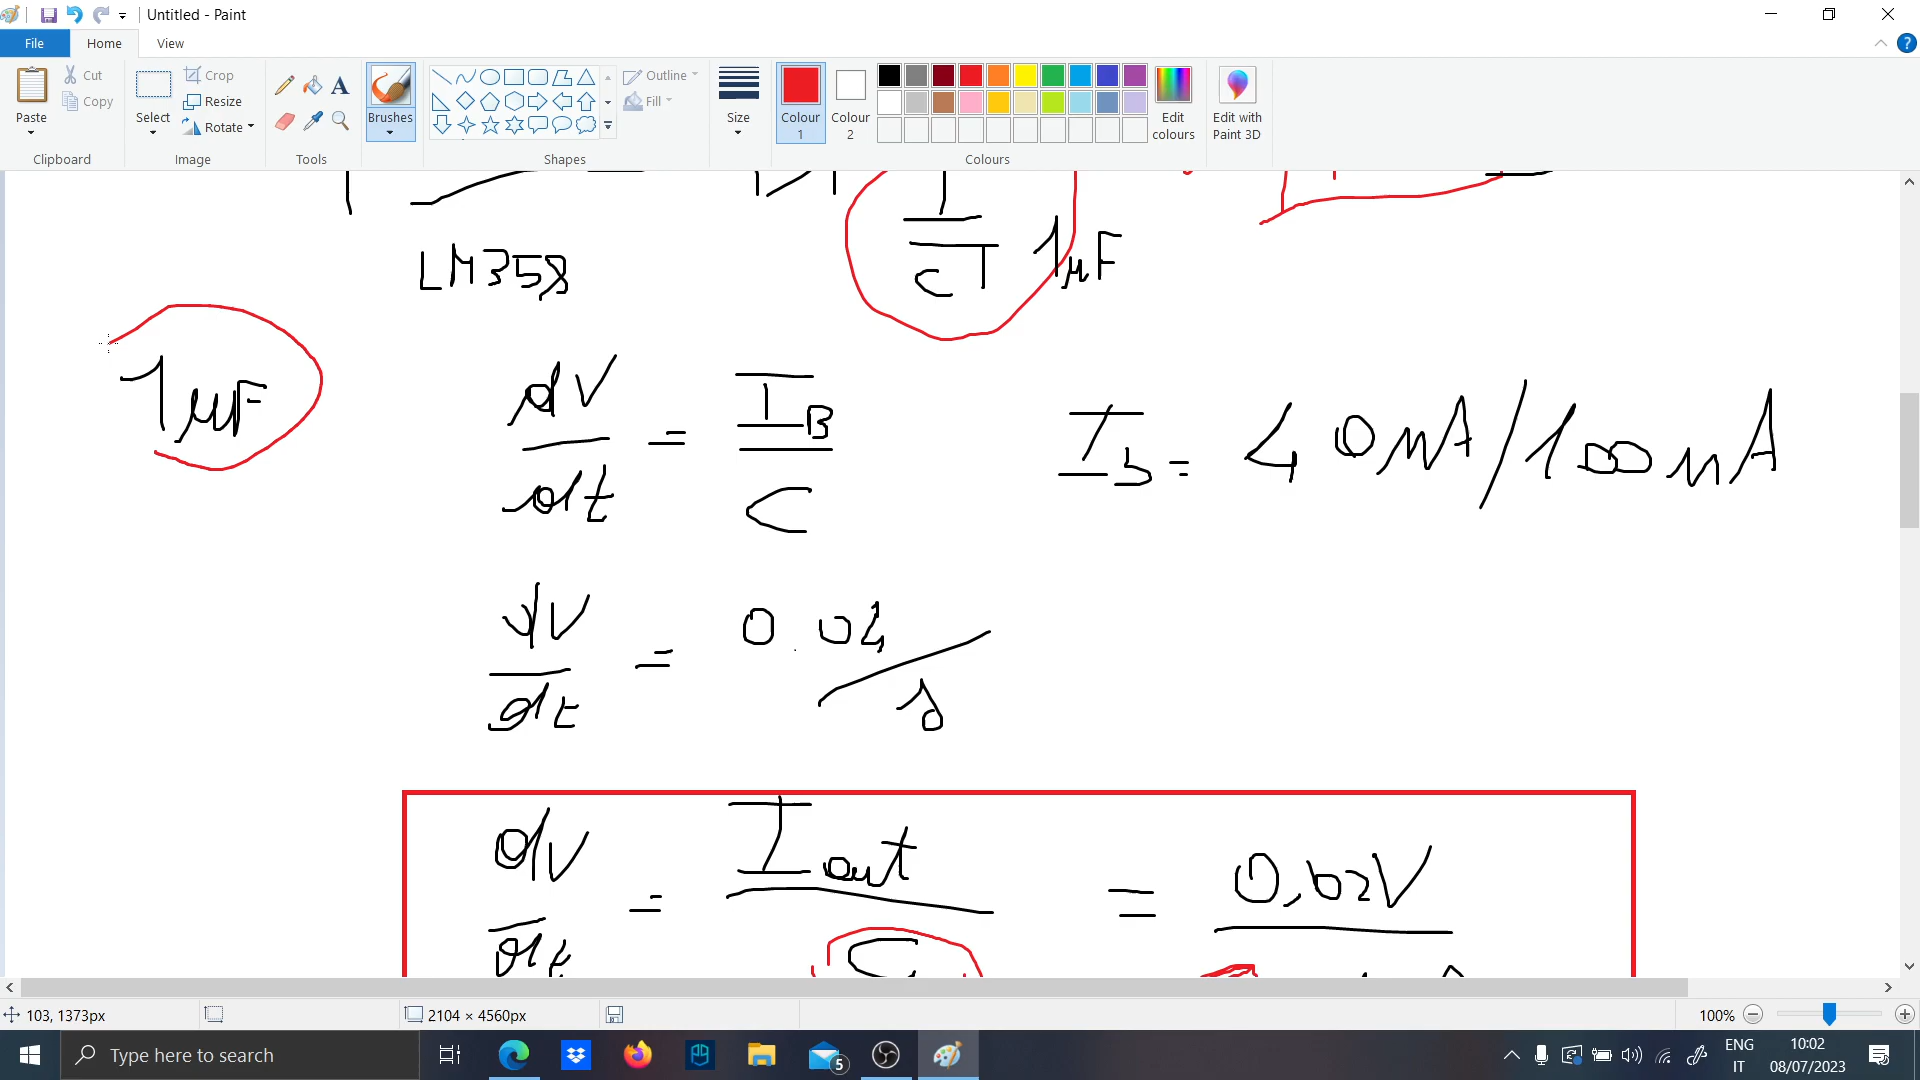 Untitled - Paint
File Home View
Paste
Cut
Copy
Clipboard
Select
Crop
Resize
Rotate
Image
Tools
Brushes
Shapes
Outline
Fill
Size
Colour 1
Colour 2
Colours
Edit colours
Edit with Paint 3D
LM358
C 1µF
1µF
dV/dt = IB/C
Ib = 40nA/100nA
dV/dt = 0.04/s
dV/dt = Iout/C = 0,02V
103, 1373px
2104 × 4560px
100%
Type here to search
5
ENG
IT
10:02
08/07/2023